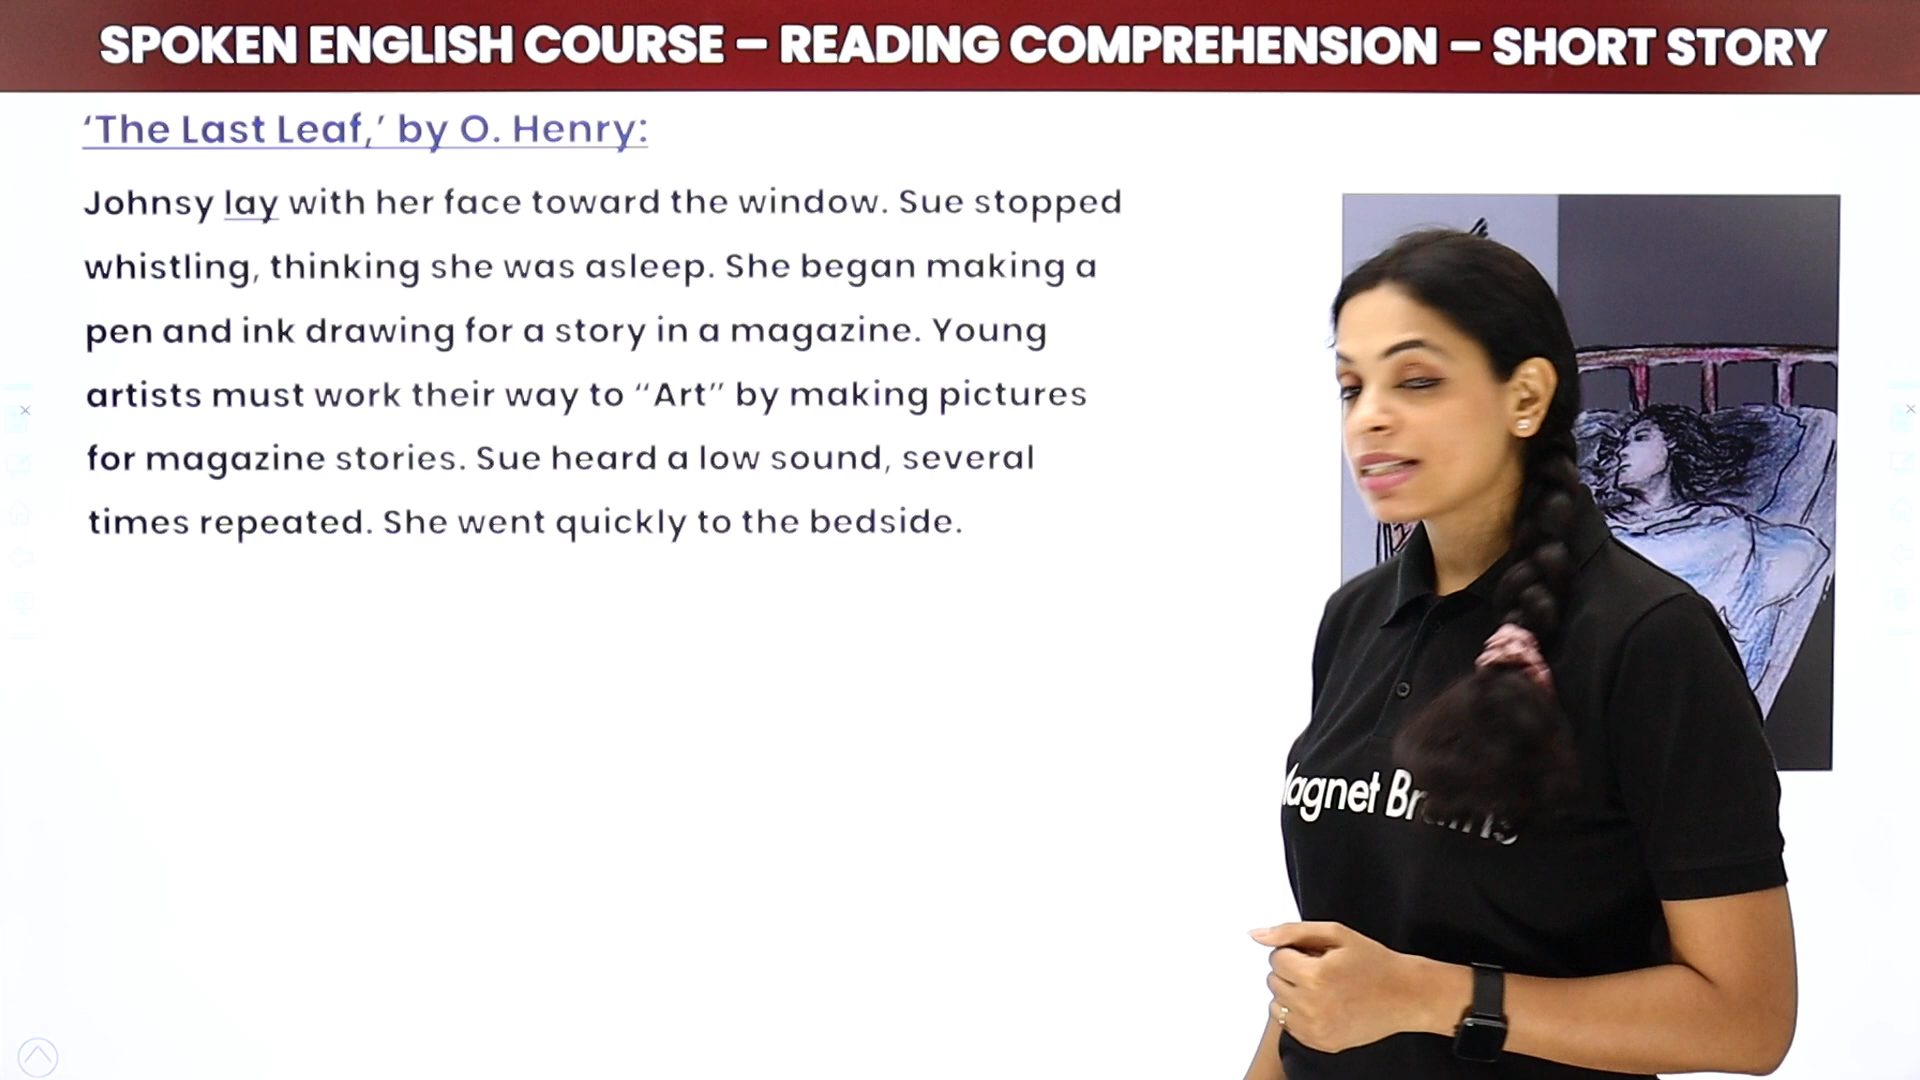 SPOKEN ENGLISH COURSE – READING COMPREHENSION – SHORT STORY
‘The Last Leaf,’ by O. Henry:
Johnsy lay with her face toward the window. Sue stopped
whistling, thinking she was asleep. She began making a
pen and ink drawing for a story in a magazine. Young
artists must work their way to “Art” by making pictures
for magazine stories. Sue heard a low sound, several
times repeated. She went quickly to the bedside.